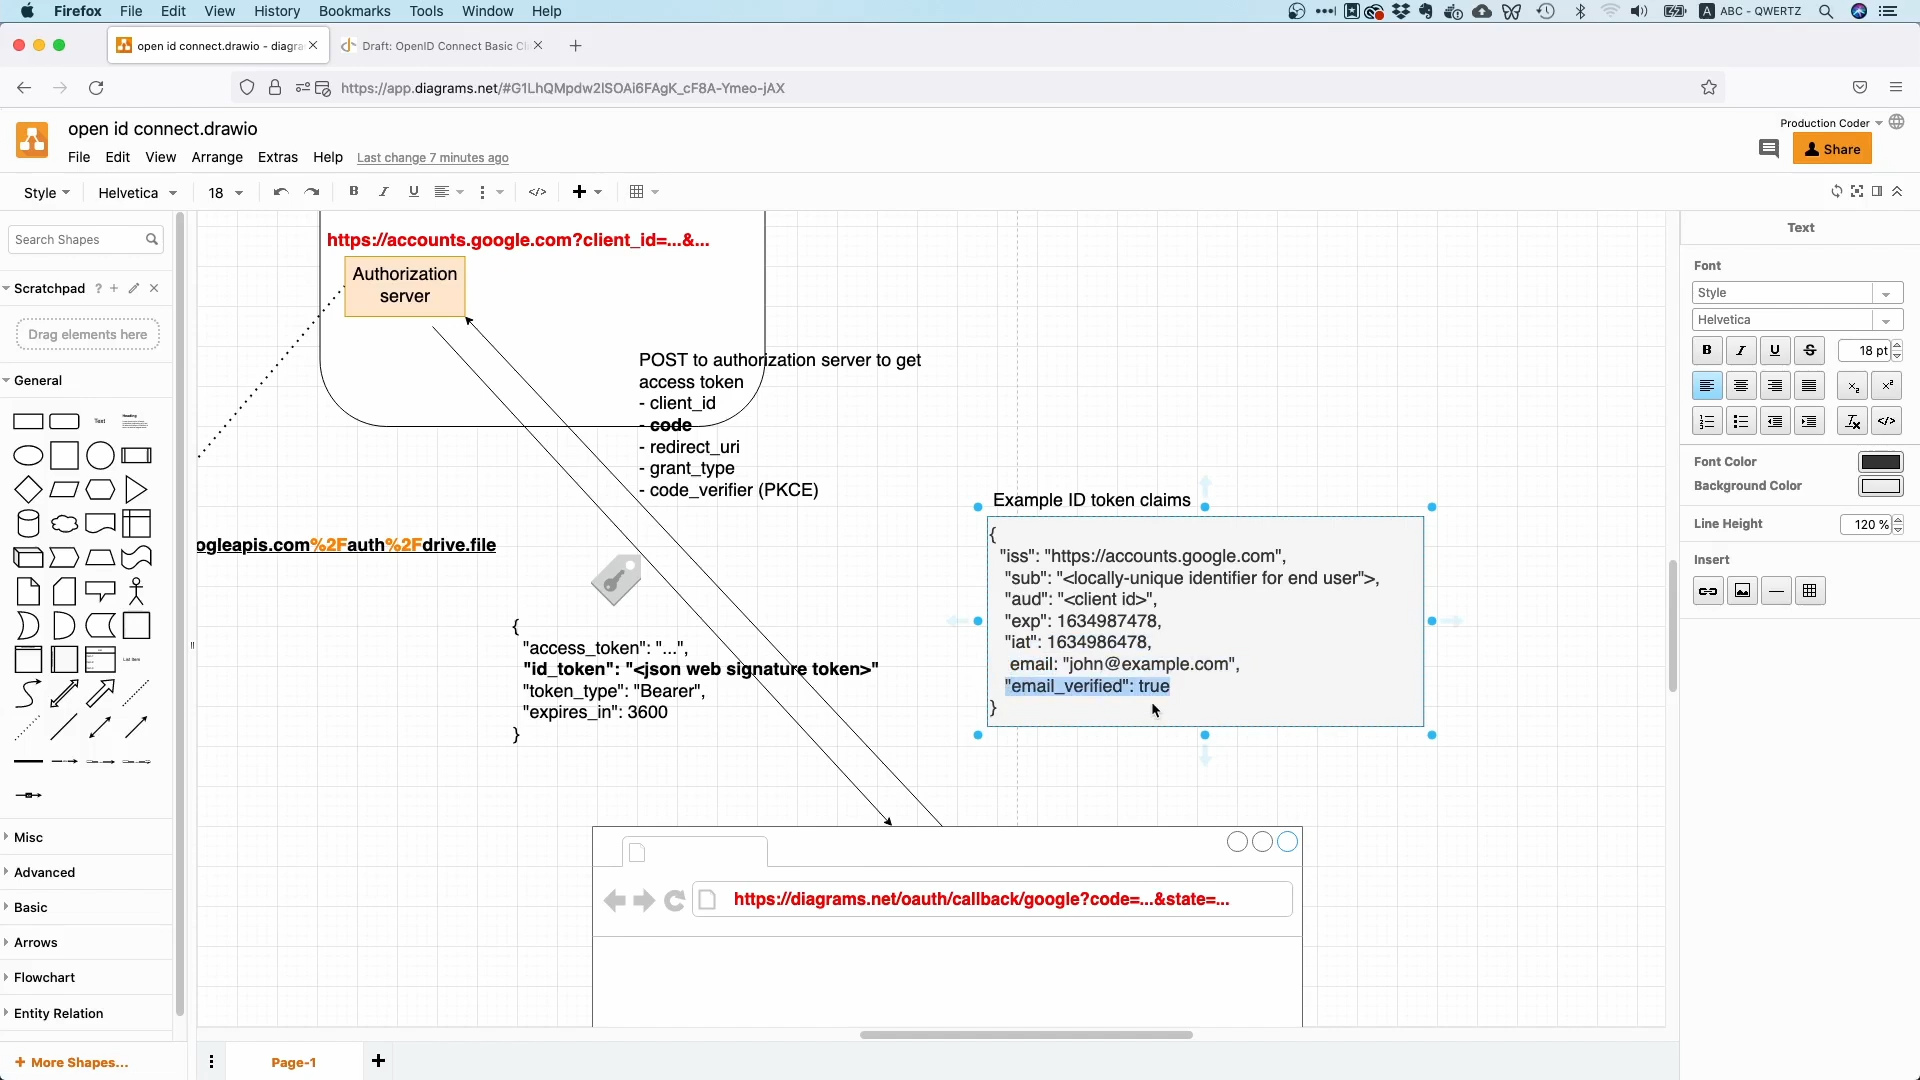 Firefox File Edit View History Bookmarks Tools Window Help
A ABC - QWERTZ
open id connect.drawio - diagra
Draft: OpenID Connect Basic Cl
https://app.diagrams.net/#G1LhQMpdw2lSOAi6FAgK_cF8A-Ymeo-jAX
open id connect.drawio
Production Coder
File Edit View Arrange Extras Help Last change 7 minutes ago
Share
Style Helvetica 18 B I U
Search Shapes
Scratchpad ?
Drag elements here
General
Text
Heading
List Item
Misc
Advanced
Basic
Arrows
Flowchart
Entity Relation
+ More Shapes...
https://accounts.google.com?client_id=...&...
Authorization
server
POST to authorization server to get
access token
- client_id
- code
- redirect_uri
- grant_type
- code_verifier (PKCE)
ogleapis.com%2Fauth%2Fdrive.file
{
"access_token": "...",
"id_token": "<json web signature token>"
"token_type": "Bearer",
"expires_in": 3600
}
Example ID token claims
{
"iss": "https://accounts.google.com",
"sub": "<locally-unique identifier for end user">,
"aud": "<client id>",
"exp": 1634987478,
"iat": 1634986478,
email: "john@example.com",
"email_verified": true
}
https://diagrams.net/oauth/callback/google?code=...&state=...
Page-1
Text
Font
Style
Helvetica
B I U S 18 pt
Font Color
Background Color
Line Height 120 %
Insert